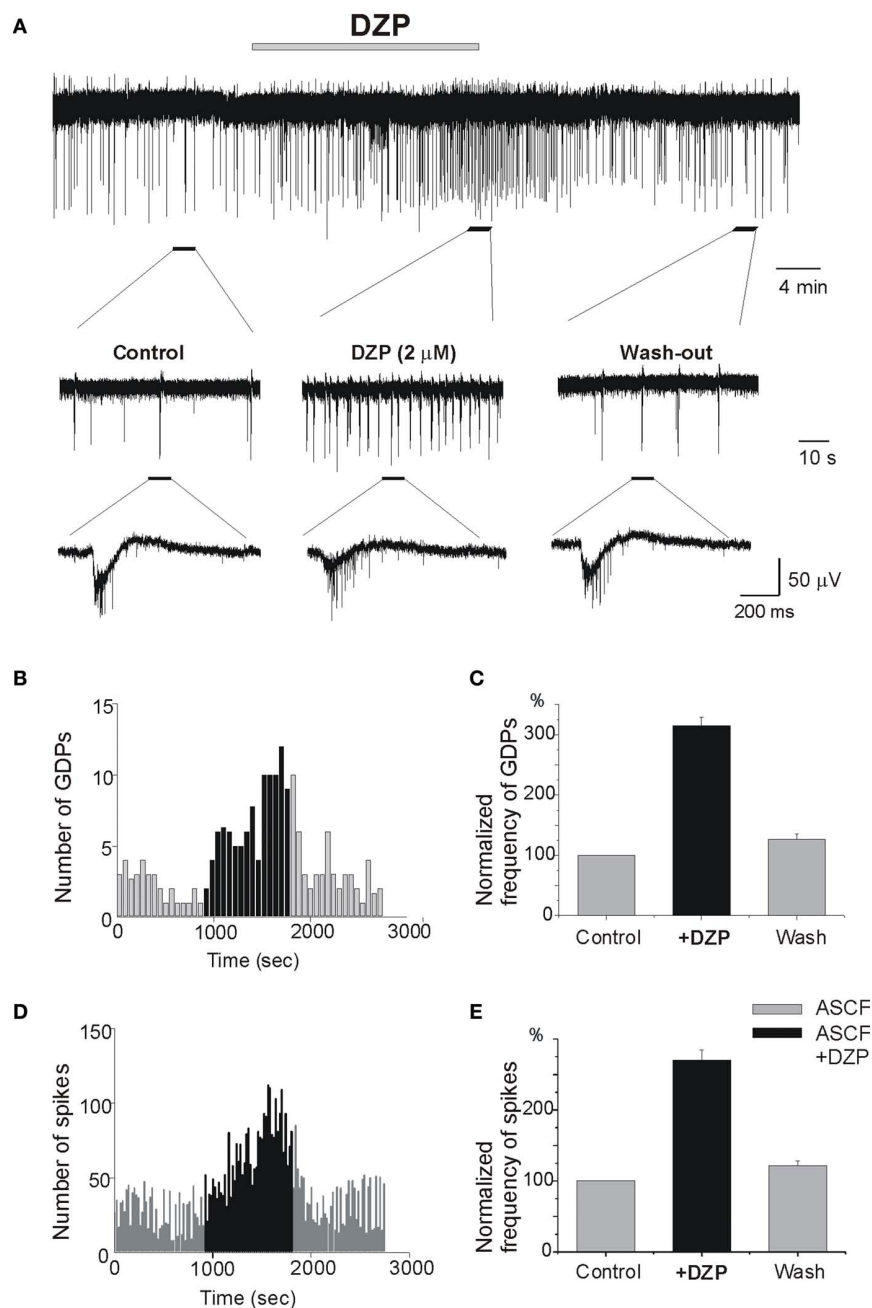 A
DZP
4 min
Control
DZP (2 μM)
Wash-out
10 s
50 μV
200 ms
B
15
10
5
0
Number of GDPs
0
1000
2000
3000
Time (sec)
C
%
300
200
100
0
Normalized
frequency of GDPs
Control
+DZP
Wash
D
150
100
50
0
Number of spikes
0
1000
2000
3000
Time (sec)
E
%
250
100
0
Normalized
frequency of spikes
Control
+DZP
Wash
ASCF
ASCF
+DZP